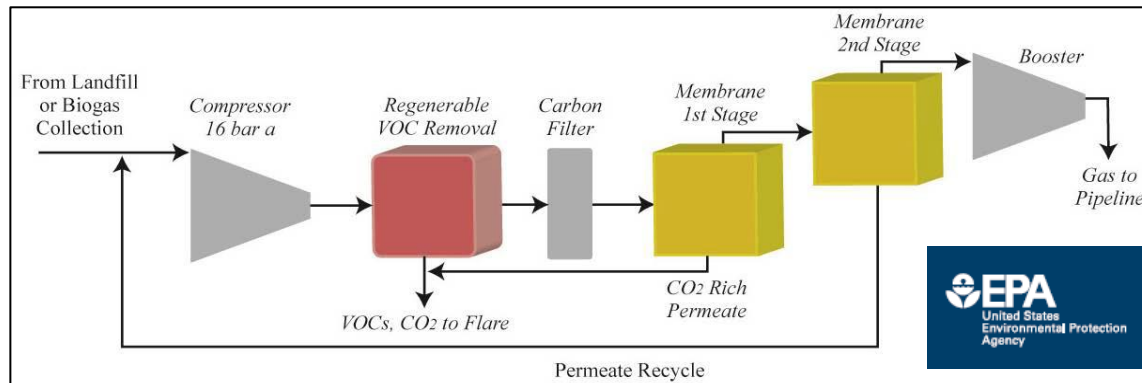 From Landfill
or Biogas
Collection
Compressor
16 bar a
Regenerable
VOC Removal
Carbon
Filter
Membrane
1st Stage
Membrane
2nd Stage
Booster
Gas to
Pipeline
CO2 Rich
Permeate
VOCs, CO2 to Flare
Permeate Recycle
EPA
United States
Environmental Protection
Agency